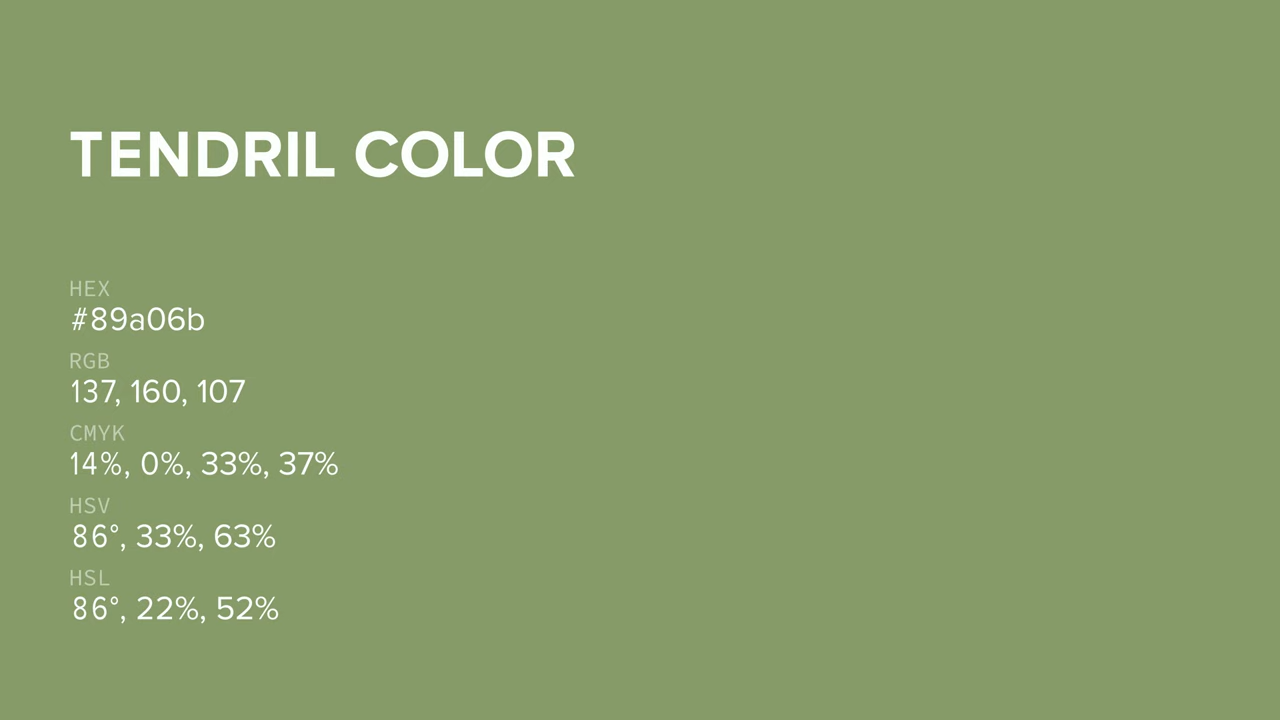 TENDRIL COLOR
HEX
#89a06b
RGB
137, 160, 107
CMYK
14%, 0%, 33%, 37%
HSV
86°, 33%, 63%
HSL
86°, 22%, 52%